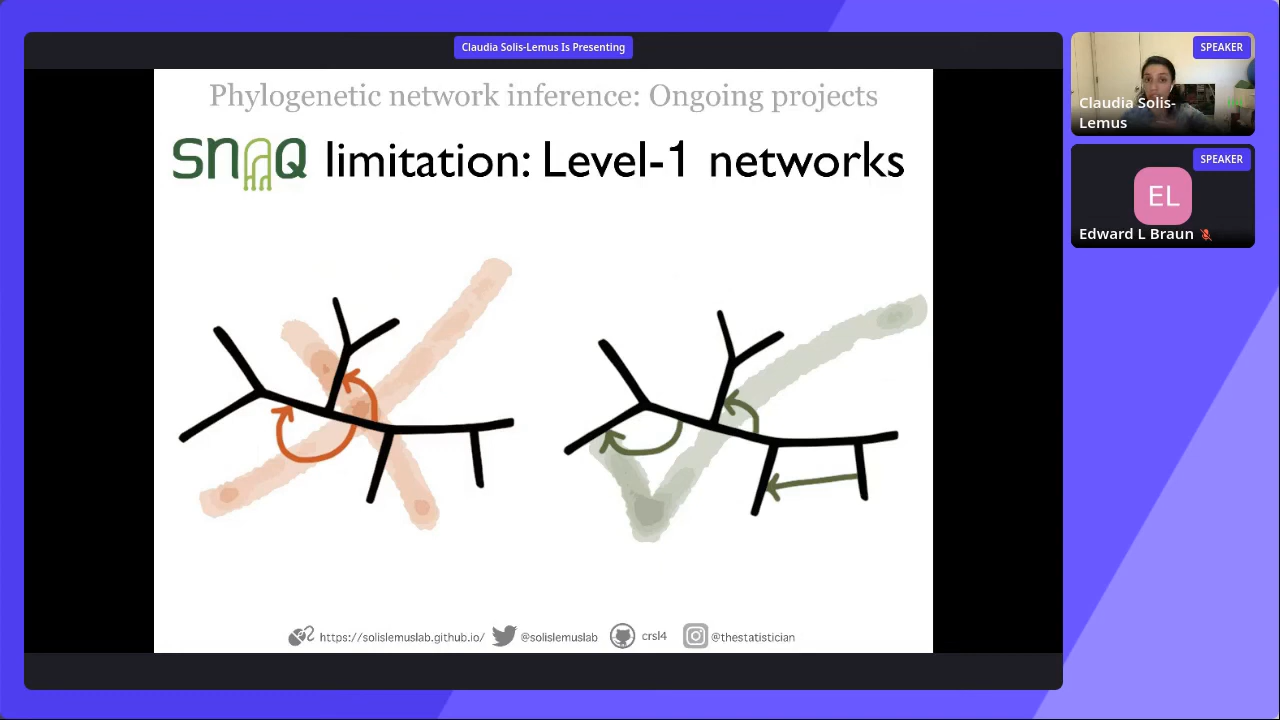 Claudia Solis-Lemus Is Presenting
Phylogenetic network inference: Ongoing projects
SNAQ limitation: Level-1 networks
https://solislemuslab.github.io/ @solislemuslab crsl4 @thestatistician
SPEAKER
Claudia Solis-
Lemus
SPEAKER
EL
Edward L Braun